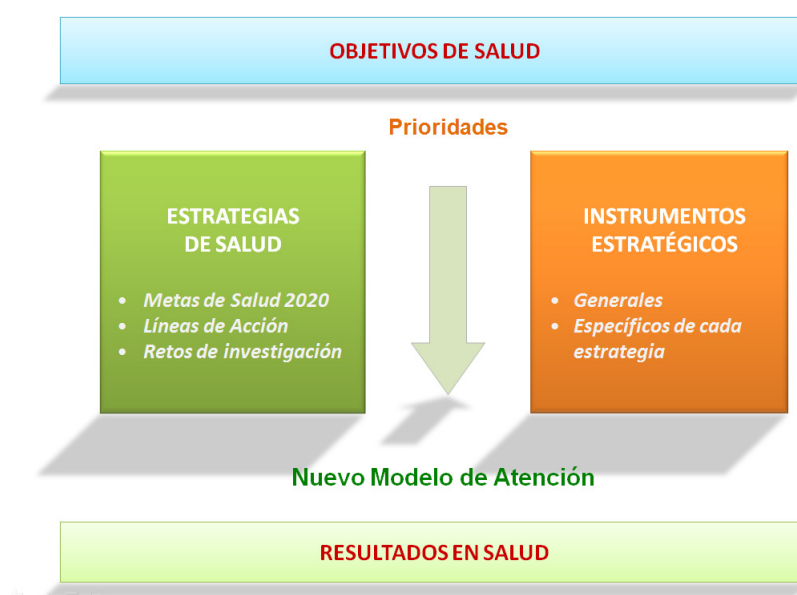 OBJETIVOS DE SALUD
Prioridades
ESTRATEGIAS
DE SALUD
• Metas de Salud 2020
• Líneas de Acción
• Retos de investigación
INSTRUMENTOS
ESTRATÉGICOS
• Generales
• Específicos de cada
estrategia
Nuevo Modelo de Atención
RESULTADOS EN SALUD